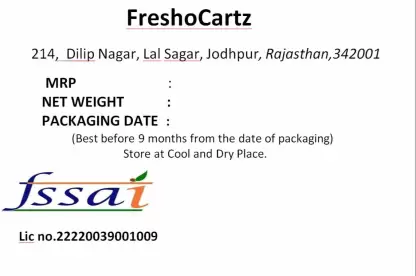 FreshoCartz
214, Dilip Nagar, Lal Sagar, Jodhpur, Rajasthan,342001
MRP :
NET WEIGHT :
PACKAGING DATE :
(Best before 9 months from the date of packaging)
Store at Cool and Dry Place.
fssai
Lic no.22220039001009